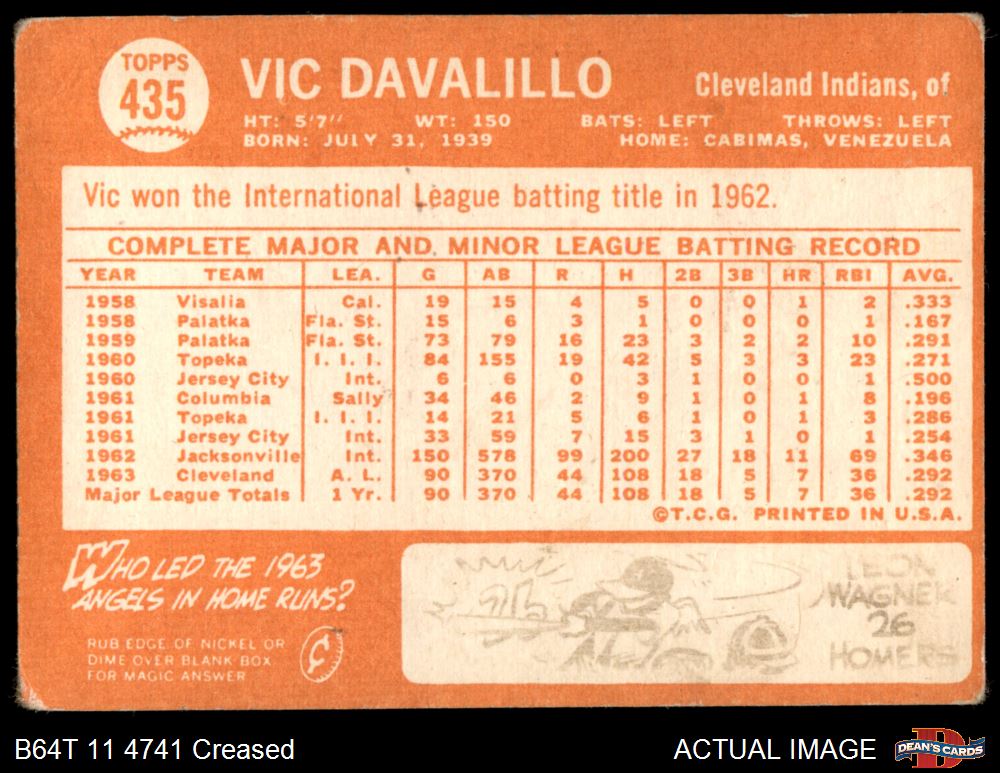 TOPPS
435
VIC DAVALILLO
Cleveland Indians, of
HT: 5'7" WT: 150 BATS: LEFT THROWS: LEFT
BORN: JULY 31, 1939 HOME: CABIMAS, VENEZUELA
Vic won the International League batting title in 1962.
COMPLETE MAJOR AND MINOR LEAGUE BATTING RECORD
YEAR TEAM LEA. G AB R H 2B 3B HR RBI AVG.
1958 Visalia Cal. 19 15 4 5 0 0 1 2 .333
1958 Palatka Fla. St. 15 6 3 1 0 0 0 1 .167
1959 Palatka Fla. St. 73 79 16 23 3 2 2 10 .291
1960 Topeka I. I. I. 84 155 19 42 5 3 3 23 .271
1960 Jersey City Int. 6 6 0 3 1 0 0 1 .500
1961 Columbia Sally 34 46 2 9 1 0 1 8 .196
1961 Topeka I. I. I. 14 21 5 6 1 0 1 3 .286
1961 Jersey City Int. 33 59 7 15 3 1 0 1 .254
1962 Jacksonville Int. 150 578 99 200 27 18 11 69 .346
1963 Cleveland A. L. 90 370 44 108 18 5 7 36 .292
Major League Totals 1 Yr. 90 370 44 108 18 5 7 36 .292
©T.C.G. PRINTED IN U.S.A.
WHO LED THE 1963
ANGELS IN HOME RUNS?
RUB EDGE OF NICKEL OR
DIME OVER BLANK BOX
FOR MAGIC ANSWER
LEON
WAGNER
26
HOMERS
B64T 11 4741 Creased
ACTUAL IMAGE
DEAN'S CARDS